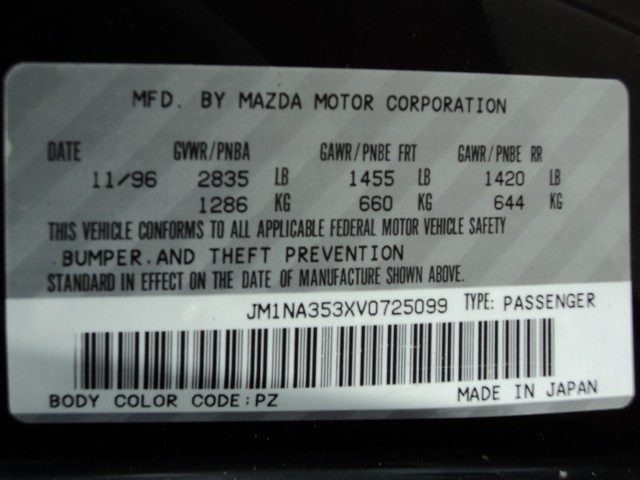 MFD. BY MAZDA MOTOR CORPORATION
DATE GVWR/PNBA GAWR/PNBE FRT GAWR/PNBE RR
11/96 2835 LB 1455 LB 1420 LB
1286 KG 660 KG 644 KG
THIS VEHICLE CONFORMS TO ALL APPLICABLE FEDERAL MOTOR VEHICLE SAFETY
BUMPER.AND THEFT PREVENTION
STANDARD IN EFFECT ON THE DATE OF MANUFACTURE SHOWN ABOVE.
JM1NA353XV0725099 TYPE: PASSENGER
BODY COLOR CODE:PZ MADE IN JAPAN